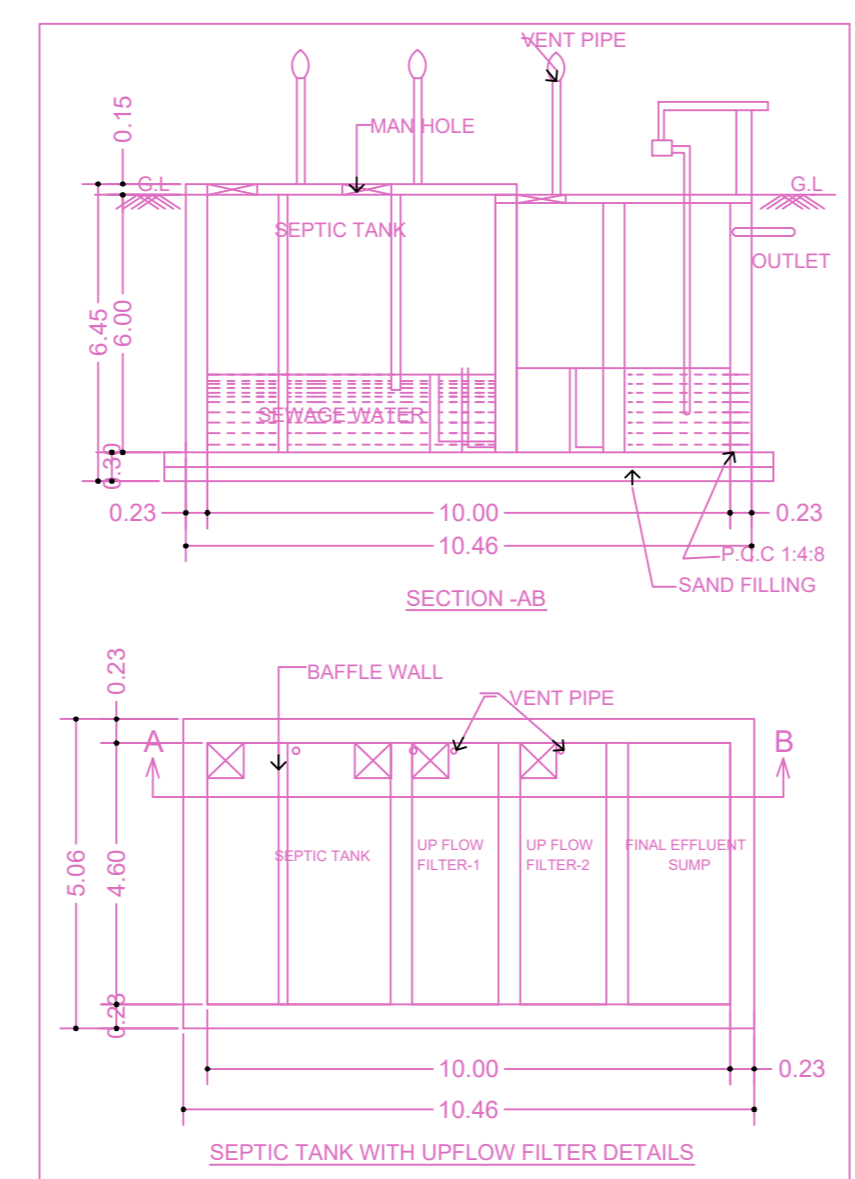 VENT PIPE
0.15
MAN HOLE
G.L
G.L
SEPTIC TANK
OUTLET
6.45
6.00
SEWAGE WATER
0.30
0.23
10.00
0.23
10.46
P.C.C 1:4:8
SAND FILLING
SECTION -AB
0.23
BAFFLE WALL
VENT PIPE
A
B
5.06
4.60
SEPTIC TANK
UP FLOW
FILTER-1
UP FLOW
FILTER-2
FINAL EFFLUENT
SUMP
0.23
10.00
0.23
10.46
SEPTIC TANK WITH UPFLOW FILTER DETAILS